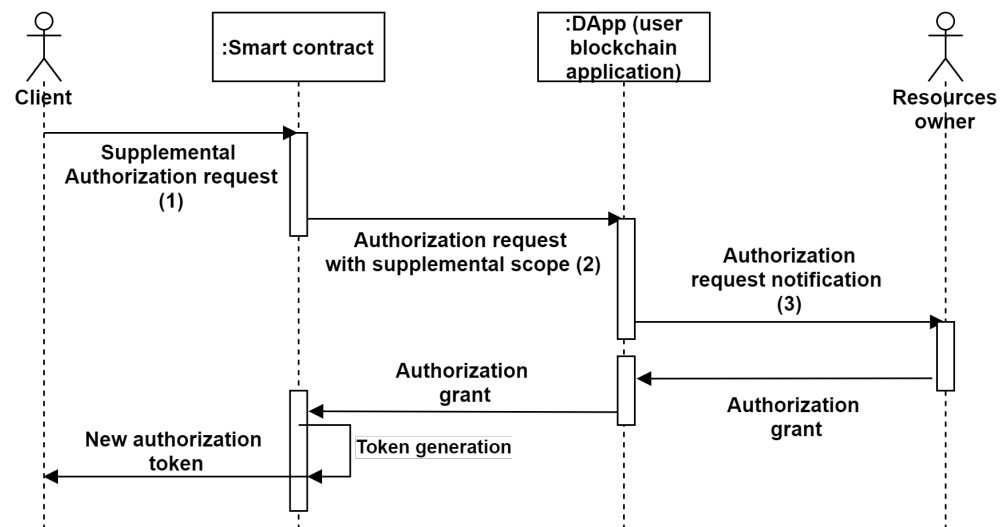 :Smart contract
:DApp (user
blockchain
application)
Client
Resources
owner
Supplemental
Authorization request
(1)
Authorization request
with supplemental scope (2)
Authorization
request notification
(3)
Authorization
grant
Authorization
grant
New authorization
token
Token generation